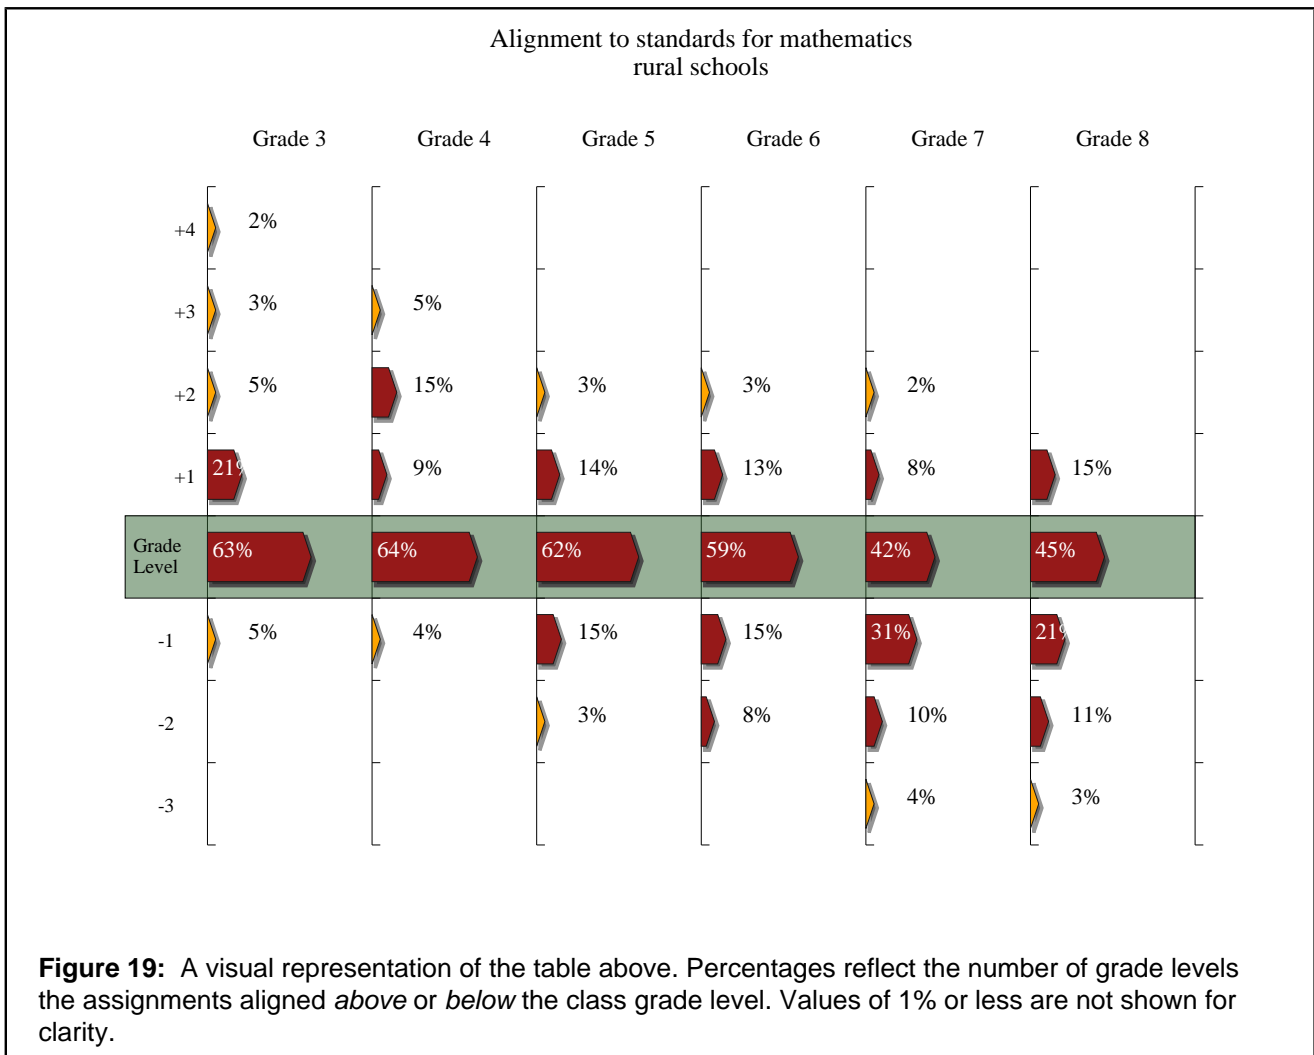 Alignment to standards for mathematics
rural schools
Grade 3 Grade 4 Grade 5 Grade 6 Grade 7 Grade 8
+4 2%
+3 3% 5%
+2 5% 15% 3% 3% 2%
+1 21% 9% 14% 13% 8% 15%
Grade
Level 63% 64% 62% 59% 42% 45%
-1 5% 4% 15% 15% 31% 21%
-2 3% 8% 10% 11%
-3 4% 3%
Figure 19: A visual representation of the table above. Percentages reflect the number of grade levels
the assignments aligned above or below the class grade level. Values of 1% or less are not shown for
clarity.